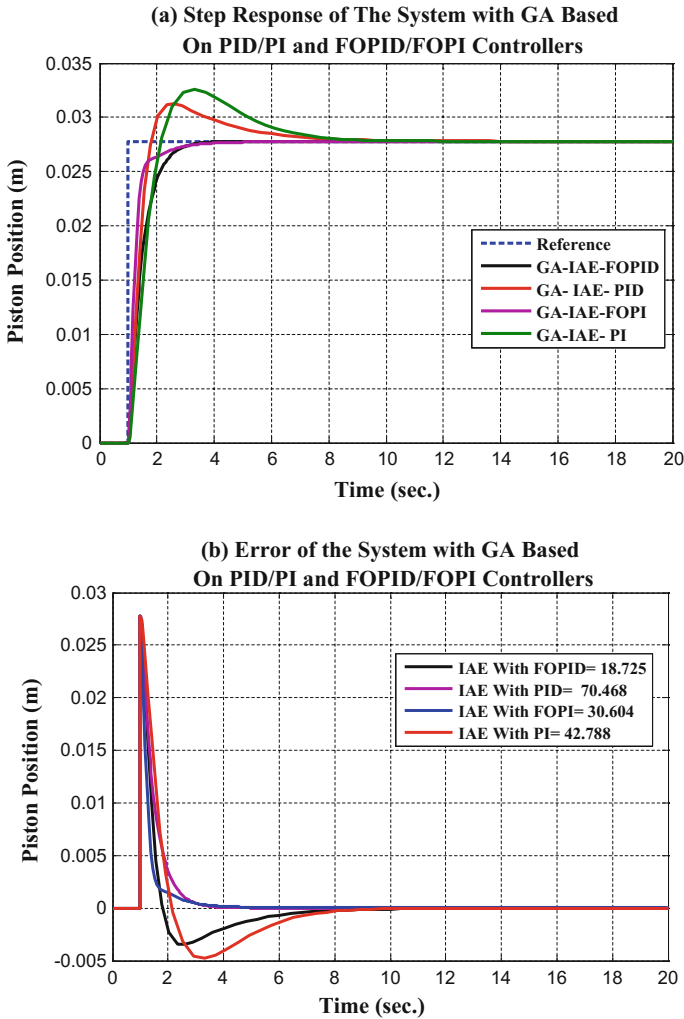 (a) Step Response of The System with GA Based
On PID/PI and FOPID/FOPI Controllers
0.035
0.03
0.025
0.02
0.015
0.01
0.005
0
Piston Position (m)
Reference
GA-IAE-FOPID
GA- IAE- PID
GA-IAE-FOPI
GA-IAE- PI
0 2 4 6 8 10 12 14 16 18 20
Time (sec.)
(b) Error of the System with GA Based
On PID/PI and FOPID/FOPI Controllers
0.03
0.025
0.02
0.015
0.01
0.005
0
-0.005
Piston Position (m)
IAE With FOPID= 18.725
IAE With PID= 70.468
IAE With FOPI= 30.604
IAE With PI= 42.788
0 2 4 6 8 10 12 14 16 18 20
Time (sec.)